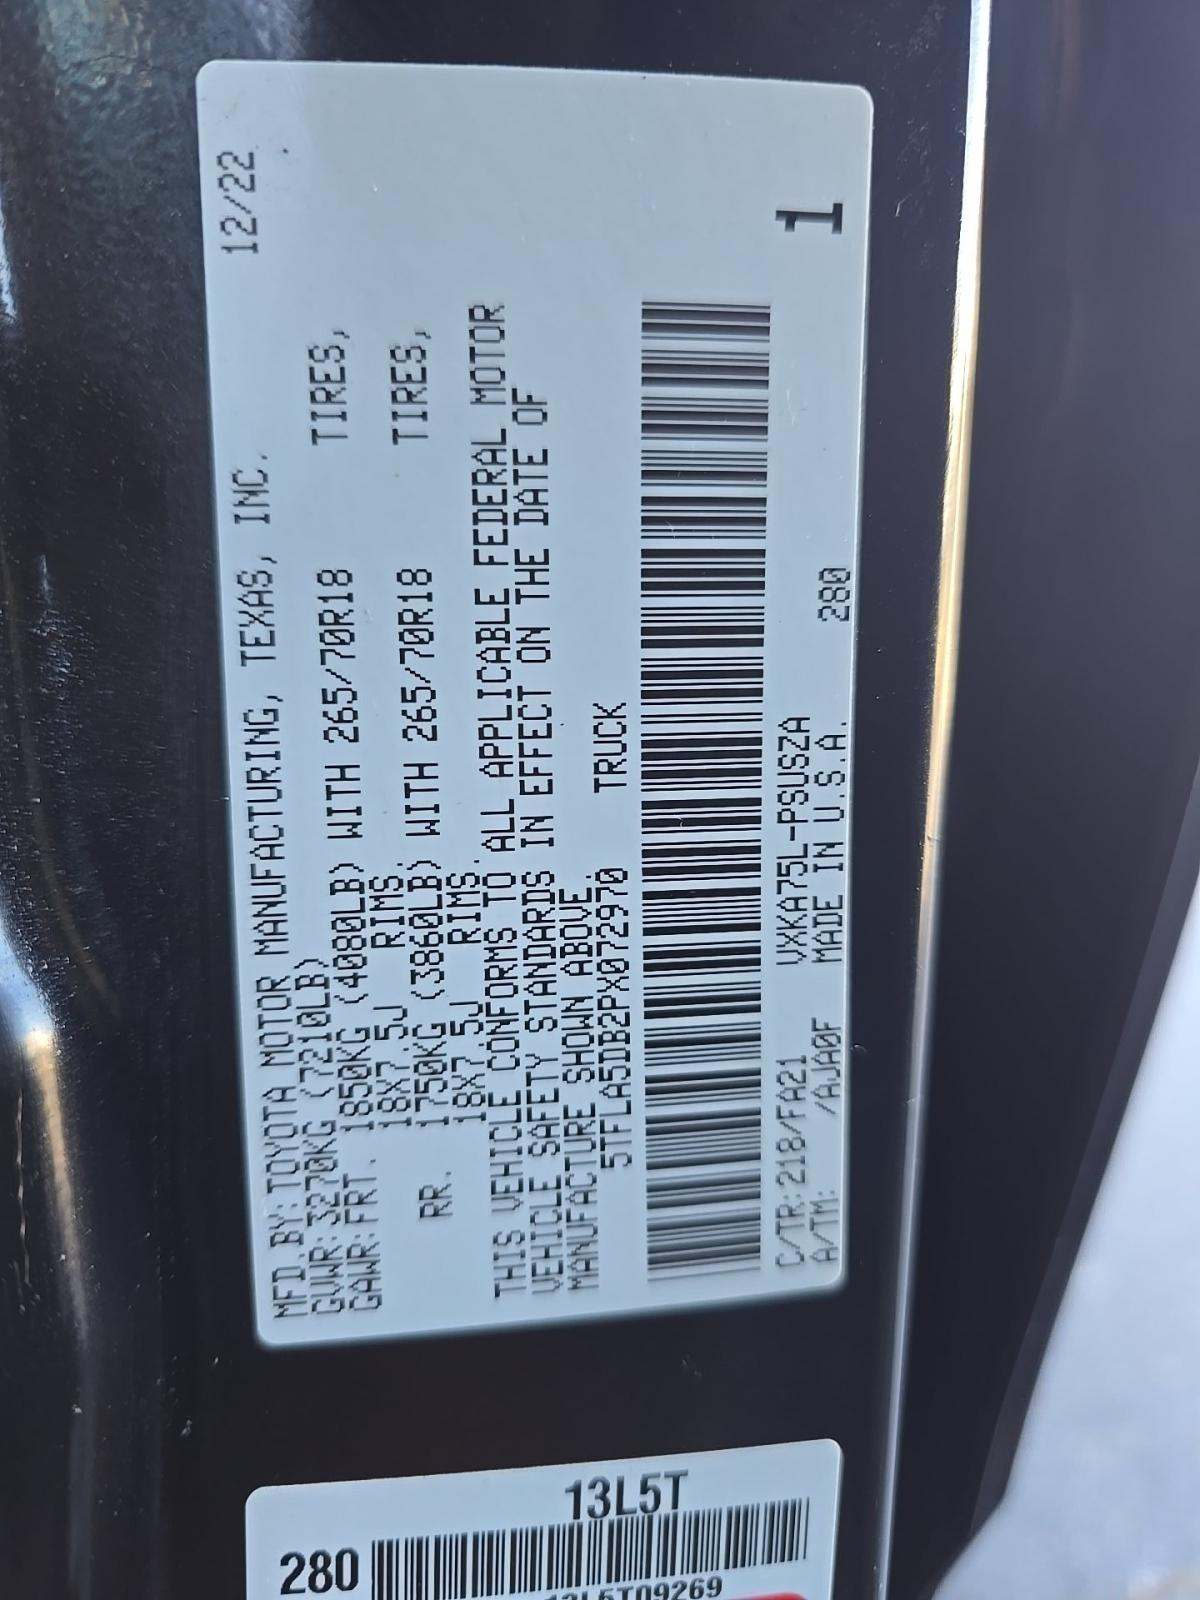 12/22
MFD.BY:TOYOTA MOTOR MANUFACTURING, TEXAS, INC.
GVWR:3270KG (7210LB)
GAWR:FRT. 1850KG (4080LB) WITH 265/70R18 TIRES,
18X7.5J RIMS
RR. 1750KG (3860LB) WITH 265/70R18 TIRES,
18X7.5J RIMS.
THIS VEHICLE CONFORMS TO ALL APPLICABLE FEDERAL MOTOR
VEHICLE SAFETY STANDARDS IN EFFECT ON THE DATE OF
MANUFACTURE SHOWN ABOVE.
5TFLA5DB2PX072970 TRUCK
C/TR:218/FA21 VXKA75L-PSUSZA 1
A/TM: /AJA0F MADE IN U.S.A. 280
13L5T
280
13L5T09269